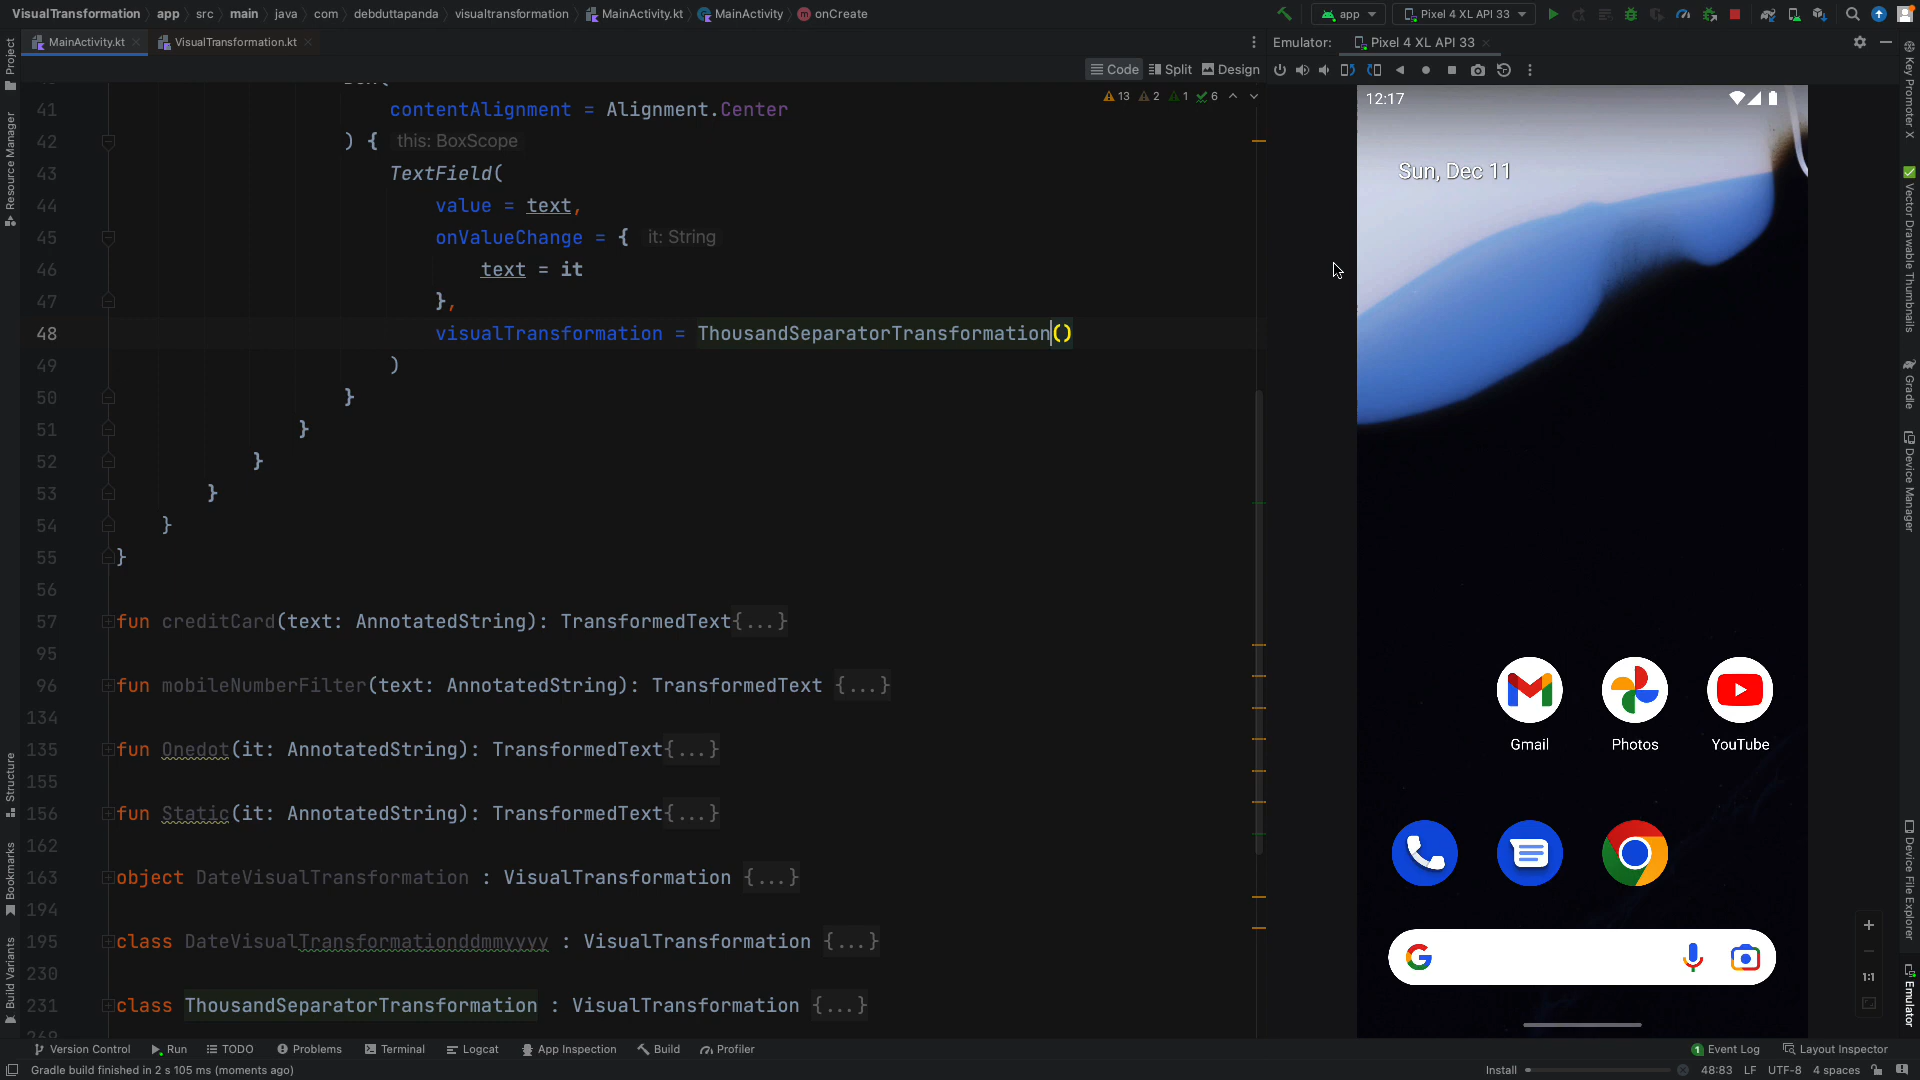 VisualTransformation app src main java com debduttapanda visualtransformation MainActivity.kt MainActivity onCreate
app Pixel 4 XL API 33
MainActivity.kt VisualTransformation.kt
Emulator: Pixel 4 XL API 33
Code Split Design
13 2 1 6
41 contentAlignment = Alignment.Center
42 ) { this: BoxScope
43 TextField(
44 value = text,
45 onValueChange = { it: String
46 text = it
47 },
48 visualTransformation = ThousandSeparatorTransformation()
49 )
50 }
51 }
52 }
53 }
54 }
55 }
56
57 fun creditCard(text: AnnotatedString): TransformedText{...}
95
96 fun mobileNumberFilter(text: AnnotatedString): TransformedText {...}
134
135 fun Onedot(it: AnnotatedString): TransformedText{...}
155
156 fun Static(it: AnnotatedString): TransformedText{...}
162
163 object DateVisualTransformation : VisualTransformation {...}
194
195 class DateVisualTransformationddmmyyyy : VisualTransformation {...}
230
231 class ThousandSeparatorTransformation : VisualTransformation {...}
Project
Resource Manager
Structure
Bookmarks
Build Variants
12:17
Sun, Dec 11
Gmail Photos YouTube
G
1:1
Key Promoter X
Vector Drawable Thumbnails
Gradle
Device Manager
Device File Explorer
Emulator
Version Control Run TODO Problems Terminal Logcat App Inspection Build Profiler
1 Event Log Layout Inspector
Gradle build finished in 2 s 105 ms (moments ago)
Install 48:83 LF UTF-8 4 spaces